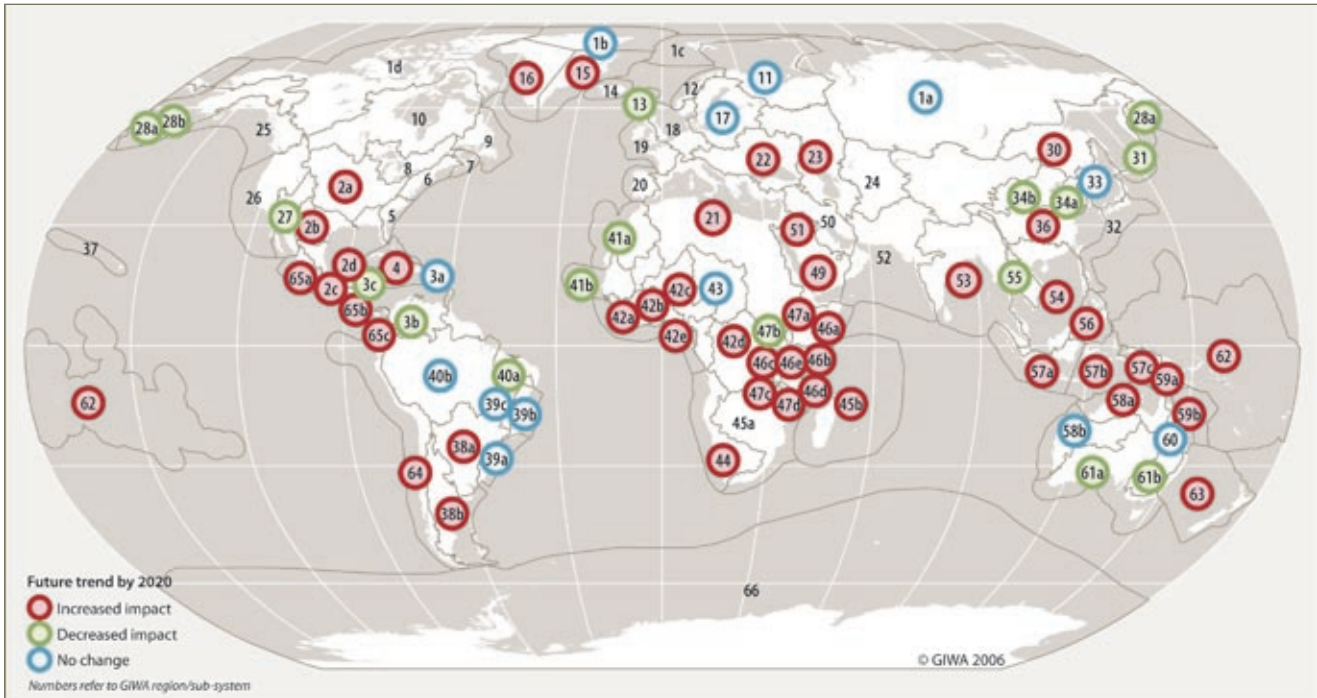 1b
1c
1d
16
15
14
12
11
1a
13
17
28a
28b
25
10
18
9
19
8
7
6
22
23
30
28a
31
33
24
20
2a
26
5
34b
34a
27
2b
21
51
50
36
32
37
41a
52
2d
4
3a
65a
2c
3c
41b
42c
43
49
53
55
54
65b
3b
65c
42a
42b
42e
47a
46a
47b
42d
56
46c
46e
46b
62
57a
57b
57c
59a
40b
40a
62
39c
39b
47c
47d
46d
45b
58a
59b
45a
58b
60
38a
39a
64
44
61a
61b
63
38b
66
Future trend by 2020
Increased impact
Decreased impact
No change
© GIWA 2006
Numbers refer to GIWA region/sub-system